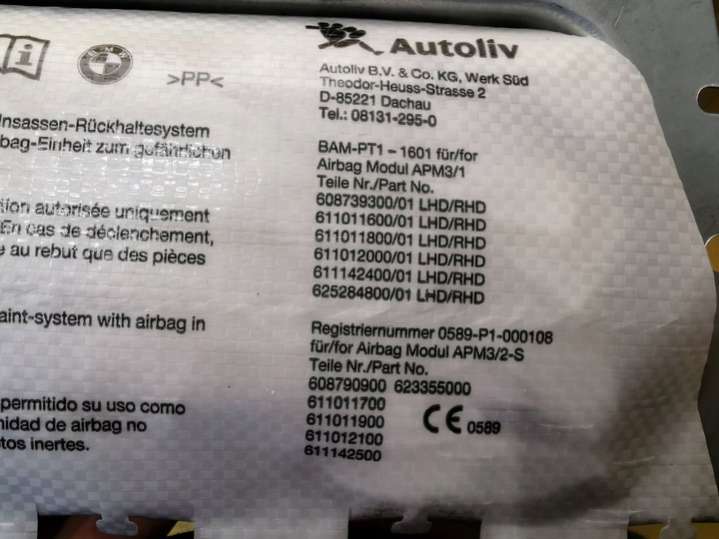 BMW
>PP<
Insassen-Rückhaltesystem
bag-Einheit zum gefährlichen
tion autorisée uniquement
En cas de déclenchement,
e au rebut que des pièces
aint-system with airbag in
permitido su uso como
nidad de airbag no
tos inertes.
Autoliv
Autoliv B.V. & Co. KG, Werk Süd
Theodor-Heuss-Strasse 2
D-85221 Dachau
Tel.: 08131-295-0
BAM-PT1 – 1601 für/for
Airbag Modul APM3/1
Teile Nr./Part No.
608739300/01 LHD/RHD
611011600/01 LHD/RHD
611011800/01 LHD/RHD
611012000/01 LHD/RHD
611142400/01 LHD/RHD
625284800/01 LHD/RHD
Registriernummer 0589-P1-000108
für/for Airbag Modul APM3/2-S
Teile Nr./Part No.
608790900 623355000
611011700
611011900
611012100
611142500
CE 0589